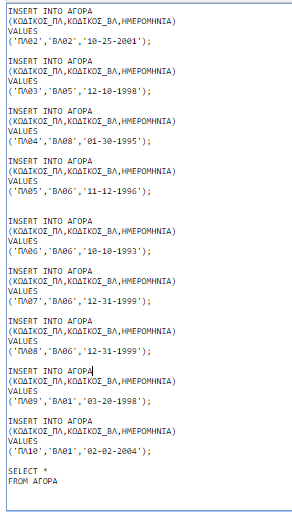 INSERT INTO ΑΓΟΡΑ
(ΚΩΔΙΚΟΣ_ΠΛ,ΚΩΔΙΚΟΣ_ΒΛ,ΗΜΕΡΟΜΗΝΙΑ)
VALUES
('ΠΛ02','ΒΛ02','10-25-2001');
INSERT INTO ΑΓΟΡΑ
(ΚΩΔΙΚΟΣ_ΠΛ,ΚΩΔΙΚΟΣ_ΒΛ,ΗΜΕΡΟΜΗΝΙΑ)
VALUES
('ΠΛ03','ΒΛ05','12-10-1998');
INSERT INTO ΑΓΟΡΑ
(ΚΩΔΙΚΟΣ_ΠΛ,ΚΩΔΙΚΟΣ_ΒΛ,ΗΜΕΡΟΜΗΝΙΑ)
VALUES
('ΠΛ04','ΒΛ08','01-30-1995');
INSERT INTO ΑΓΟΡΑ
(ΚΩΔΙΚΟΣ_ΠΛ,ΚΩΔΙΚΟΣ_ΒΛ,ΗΜΕΡΟΜΗΝΙΑ)
VALUES
('ΠΛ05','ΒΛ06','11-12-1996');
INSERT INTO ΑΓΟΡΑ
(ΚΩΔΙΚΟΣ_ΠΛ,ΚΩΔΙΚΟΣ_ΒΛ,ΗΜΕΡΟΜΗΝΙΑ)
VALUES
('ΠΛ06','ΒΛ06','10-10-1993');
INSERT INTO ΑΓΟΡΑ
(ΚΩΔΙΚΟΣ_ΠΛ,ΚΩΔΙΚΟΣ_ΒΛ,ΗΜΕΡΟΜΗΝΙΑ)
VALUES
('ΠΛ07','ΒΛ06','12-31-1999');
INSERT INTO ΑΓΟΡΑ
(ΚΩΔΙΚΟΣ_ΠΛ,ΚΩΔΙΚΟΣ_ΒΛ,ΗΜΕΡΟΜΗΝΙΑ)
VALUES
('ΠΛ08','ΒΛ06','12-31-1999');
INSERT INTO ΑΓΟΡΑ
(ΚΩΔΙΚΟΣ_ΠΛ,ΚΩΔΙΚΟΣ_ΒΛ,ΗΜΕΡΟΜΗΝΙΑ)
VALUES
('ΠΛ09','ΒΛ01','03-20-1998');
INSERT INTO ΑΓΟΡΑ
(ΚΩΔΙΚΟΣ_ΠΛ,ΚΩΔΙΚΟΣ_ΒΛ,ΗΜΕΡΟΜΗΝΙΑ)
VALUES
('ΠΛ10','ΒΛ01','02-02-2004');
SELECT *
FROM ΑΓΟΡΑ